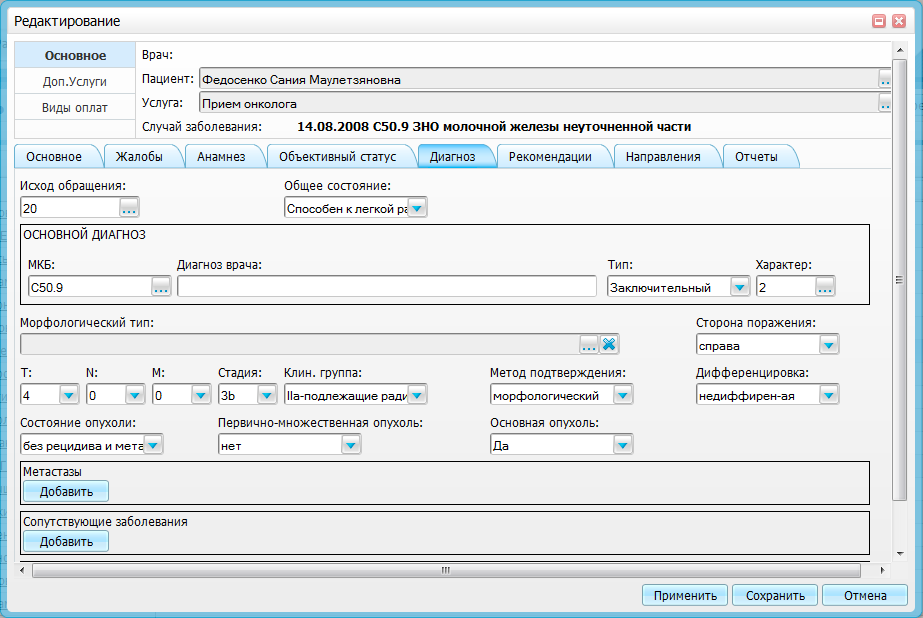 Редактирование
Основное
Доп.Услуги
Виды оплат
Врач:
Пациент: Федосенко Сания Маулетзяновна ...
Услуга: Прием онколога ...
Случай заболевания: 14.08.2008 C50.9 ЗНО молочной железы неуточненной части
Основное Жалобы Анамнез Объективный статус Диагноз Рекомендации Направления Отчеты
Исход обращения: Общее состояние:
20 ... Способен к легкой ра
ОСНОВНОЙ ДИАГНОЗ
МКБ: Диагноз врача: Тип: Характер:
C50.9 ... Заключительный 2 ...
Морфологический тип: Сторона поражения:
... справа
T: N: M: Стадия: Клин. группа: Метод подтверждения: Дифференцировка:
4 0 0 3b IIа-подлежащие ради морфологический недиффирен-ая
Состояние опухоли: Первично-множественная опухоль: Основная опухоль:
без рецидива и мета нет Да
Метастазы
Добавить
Сопутствующие заболевания
Добавить
Применить Сохранить Отмена